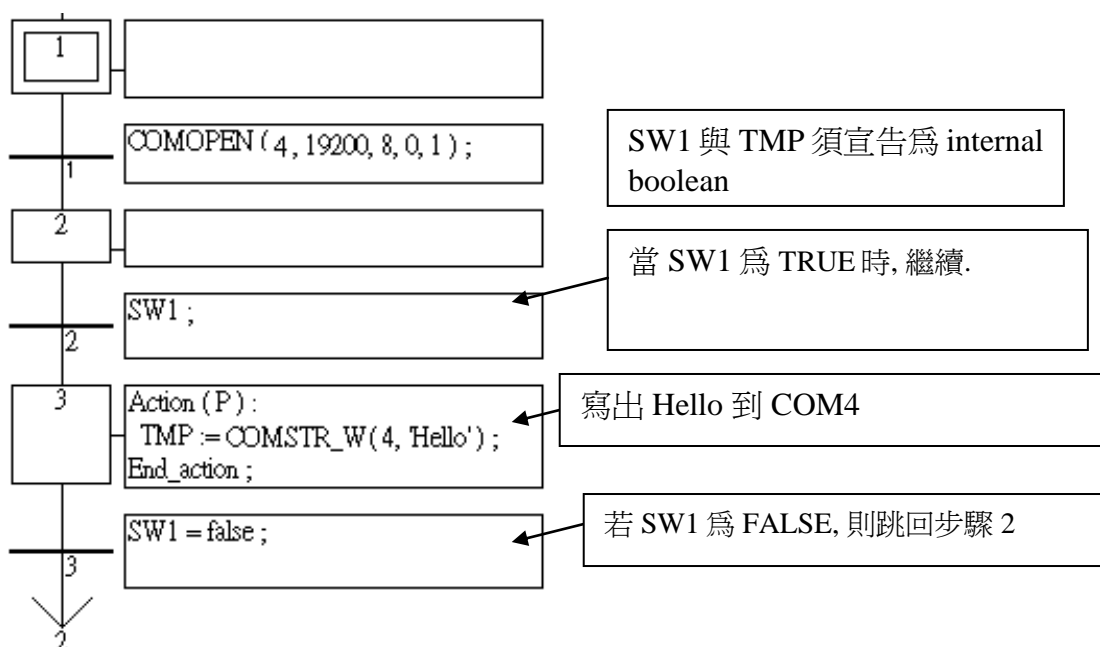 1
COMOPEN ( 4 , 19200, 8, 0, 1 ) ;
1
SW1 與 TMP 須宣告為 internal
boolean
2
當 SW1 為 TRUE 時, 繼續.
SW1 ;
2
3
Action ( P ) :
TMP := COMSTR_W( 4, 'Hello' ) ;
End_action ;
寫出 Hello 到 COM4
SW1 = false ;
若 SW1 為 FALSE, 則跳回步驟 2
3
2